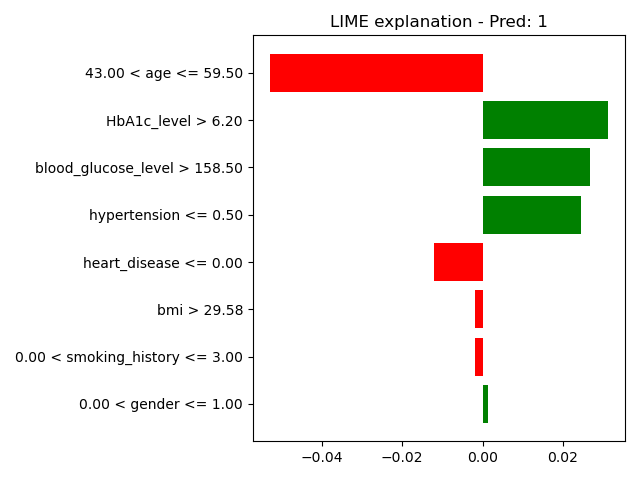 LIME explanation - Pred: 1
43.00 < age <= 59.50
HbA1c_level > 6.20
blood_glucose_level > 158.50
hypertension <= 0.50
heart_disease <= 0.00
bmi > 29.58
0.00 < smoking_history <= 3.00
0.00 < gender <= 1.00
−0.04 −0.02 0.00 0.02